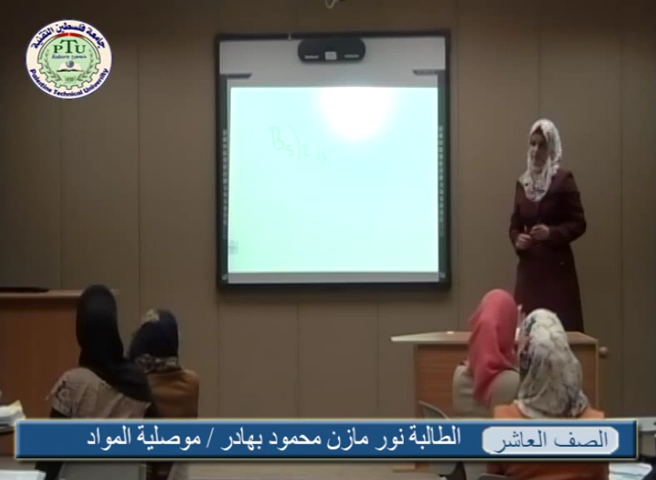 جامعة فلسطين التقنية
PTU
Palestine Technical University
الصف العاشر
الطالبة نور مازن محمود بهادر / موصلية المواد